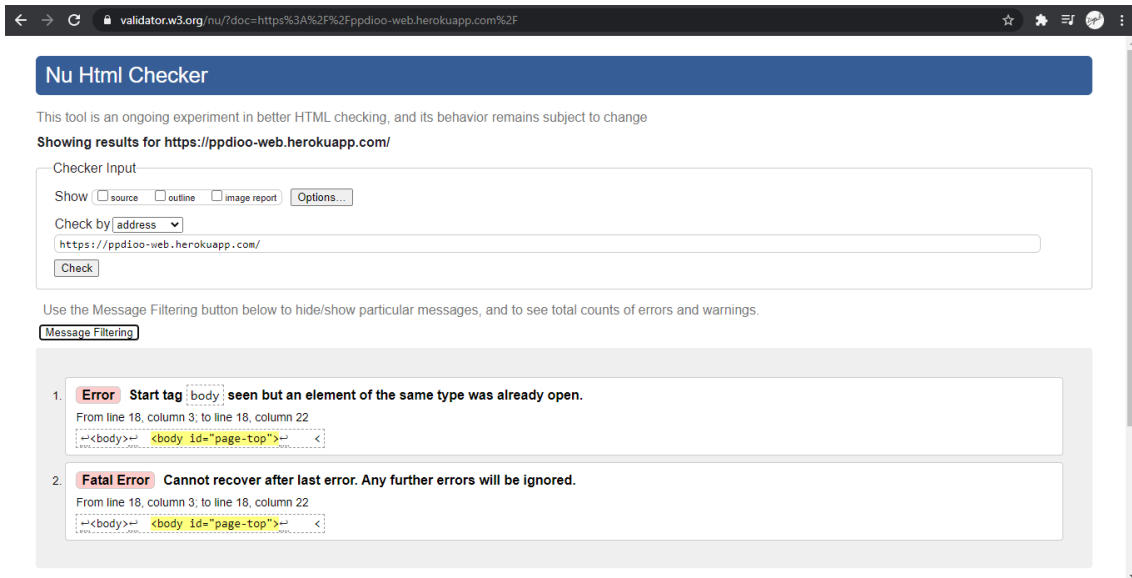 validator.w3.org/nu/?doc=https%3A%2F%2Fppdioo-web.herokuapp.com%2F
Nu Html Checker
This tool is an ongoing experiment in better HTML checking, and its behavior remains subject to change
Showing results for https://ppdioo-web.herokuapp.com/
Checker Input
Show source outline image report Options...
Check by address
https://ppdioo-web.herokuapp.com/
Check
Use the Message Filtering button below to hide/show particular messages, and to see total counts of errors and warnings.
Message Filtering
1. Error Start tag body seen but an element of the same type was already open.
From line 18, column 3; to line 18, column 22
↩<body>↩ <body id="page-top">↩ <
2. Fatal Error Cannot recover after last error. Any further errors will be ignored.
From line 18, column 3; to line 18, column 22
↩<body>↩ <body id="page-top">↩ <